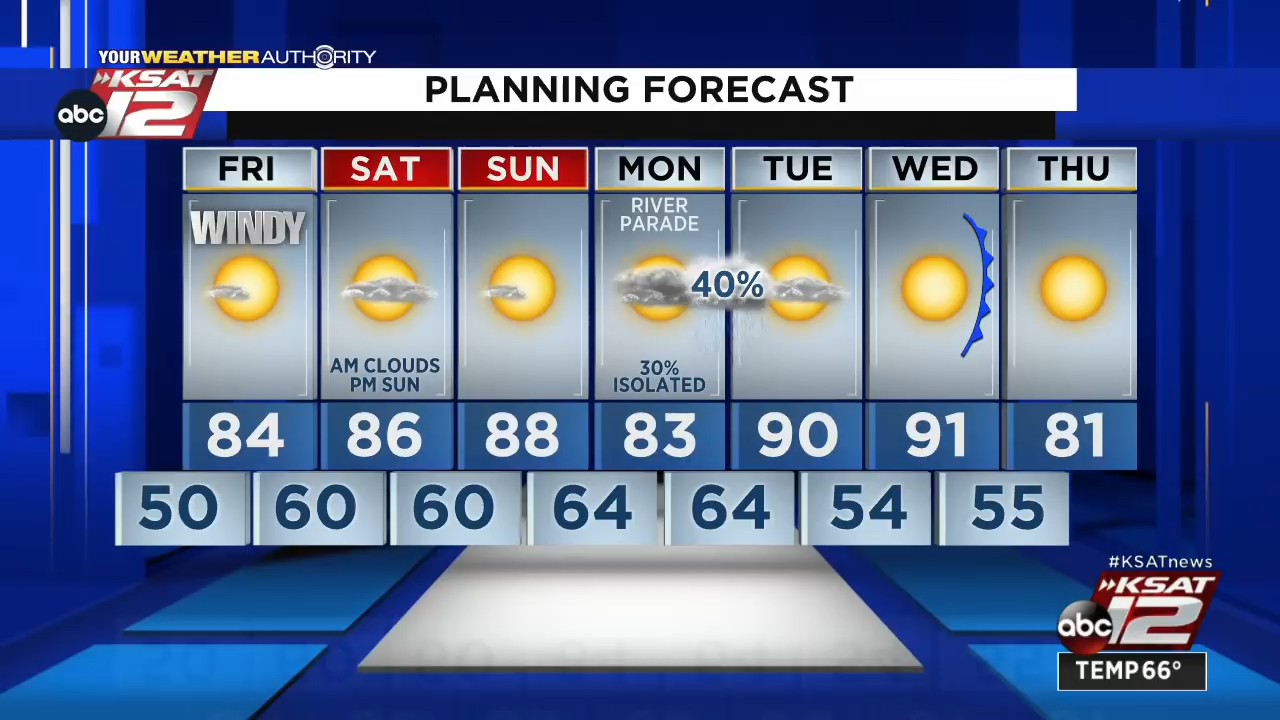 YOURWEATHERAUTHORITY
KSAT
abc 12
PLANNING FORECAST
FRI SAT SUN MON TUE WED THU
WINDY
RIVER
PARADE
40%
AM CLOUDS
PM SUN
30%
ISOLATED
84 86 88 83 90 91 81
50 60 60 64 64 54 55
#KSATnews
KSAT
abc 12
TEMP 66°